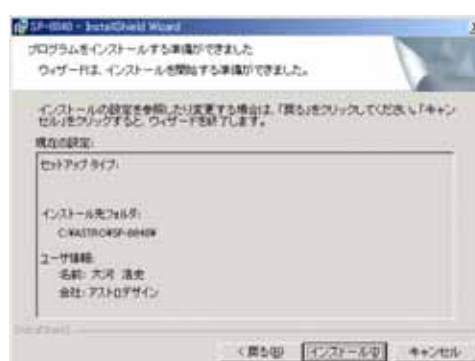 SP-8848 - InstallShield Wizard
プログラムをインストールする準備ができました
ウィザードは、インストールを開始する準備ができました。
インストールの設定を参照したり変更する場合は、「戻る」をクリックしてください。「キャン
セル」をクリックすると、ウィザードを終了します。
現在の設定:
セットアップ タイプ:
インストール先フォルダ:
C:¥ASTRO¥SP-8848¥
ユーザ情報:
名前: 大河 浩史
会社: アストロデザイン
InstallShield
< 戻る(B)
インストール(I)
キャンセル